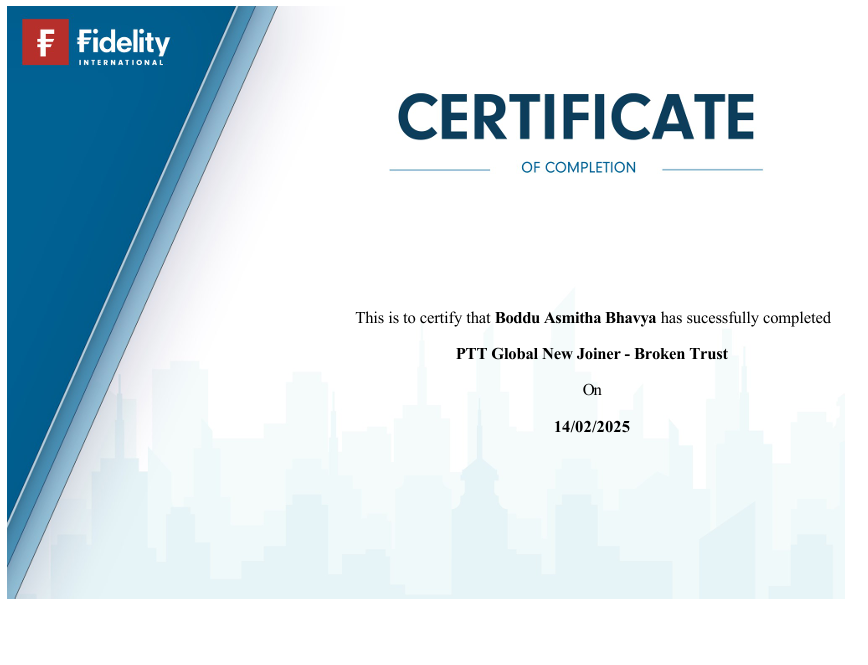 Fidelity
INTERNATIONAL
CERTIFICATE
OF COMPLETION
This is to certify that Boddu Asmitha Bhavya has sucessfully completed
PTT Global New Joiner - Broken Trust
On
14/02/2025